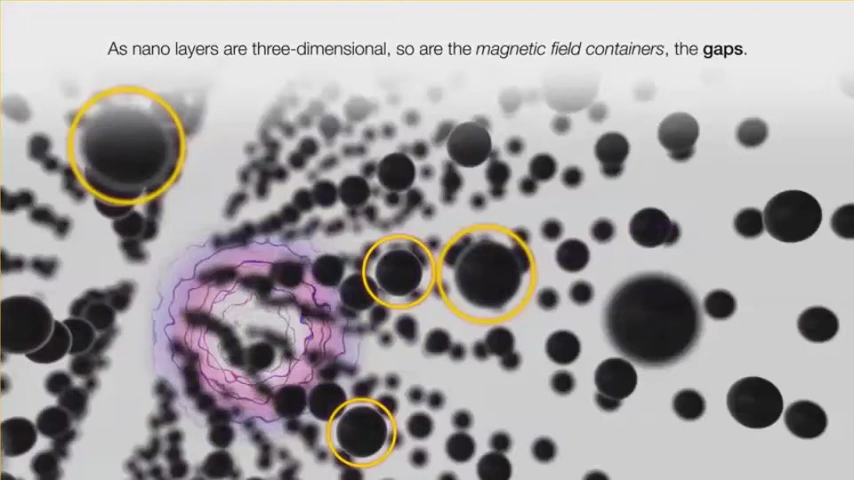 As nano layers are three-dimensional, so are the magnetic field containers, the gaps.